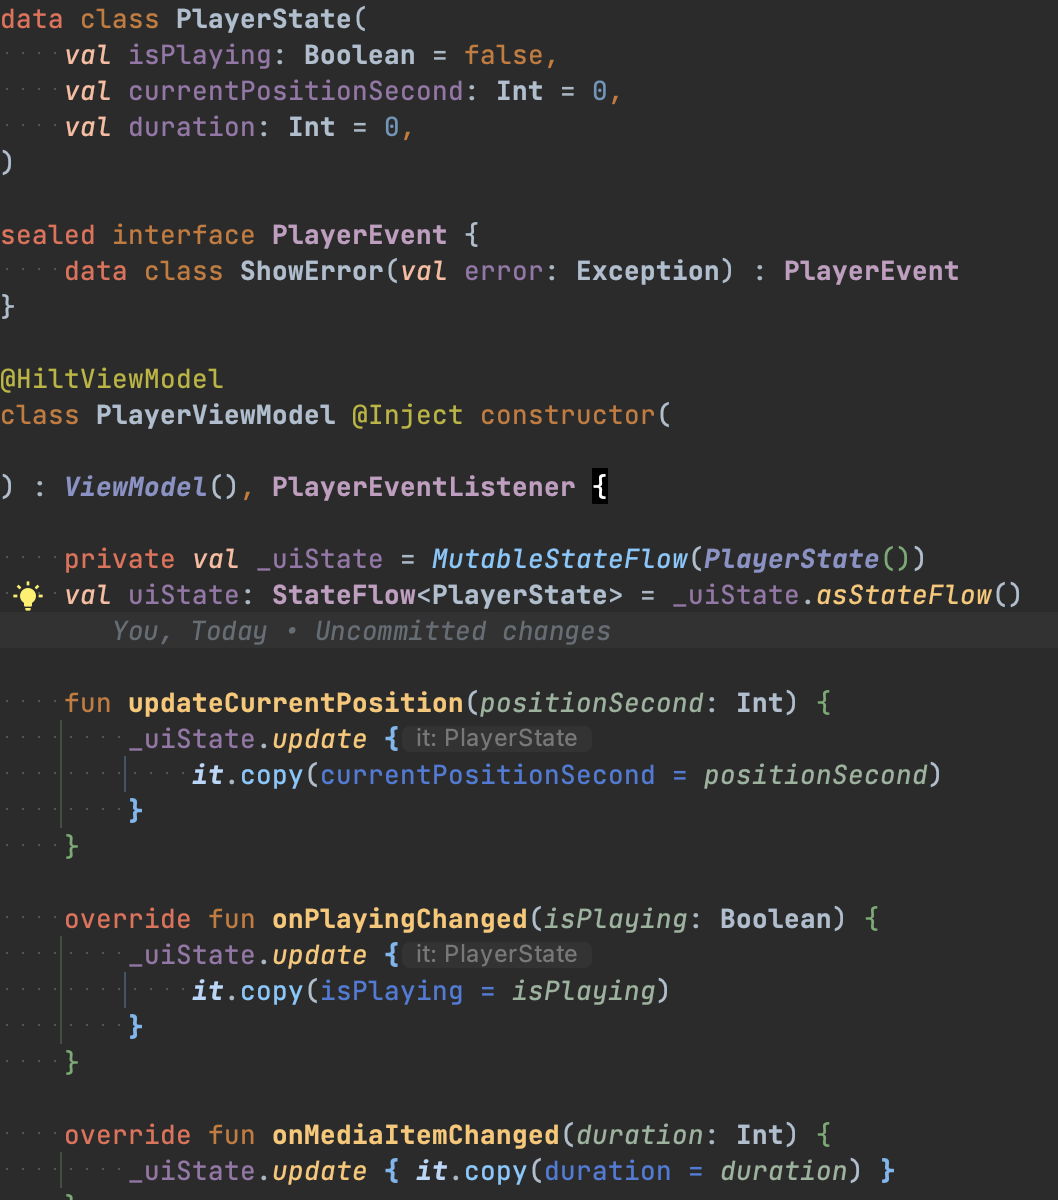 data class PlayerState(
    val isPlaying: Boolean = false,
    val currentPositionSecond: Int = 0,
    val duration: Int = 0,
)
sealed interface PlayerEvent {
    data class ShowError(val error: Exception) : PlayerEvent
}
@HiltViewModel
class PlayerViewModel @Inject constructor(
) : ViewModel(), PlayerEventListener {
    private val _uiState = MutableStateFlow(PlayerState())
    val uiState: StateFlow<PlayerState> = _uiState.asStateFlow()
You, Today • Uncommitted changes
    fun updateCurrentPosition(positionSecond: Int) {
        _uiState.update { it: PlayerState
            it.copy(currentPositionSecond = positionSecond)
        }
    }
    override fun onPlayingChanged(isPlaying: Boolean) {
        _uiState.update { it: PlayerState
            it.copy(isPlaying = isPlaying)
        }
    }
    override fun onMediaItemChanged(duration: Int) {
        _uiState.update { it.copy(duration = duration) }
    }